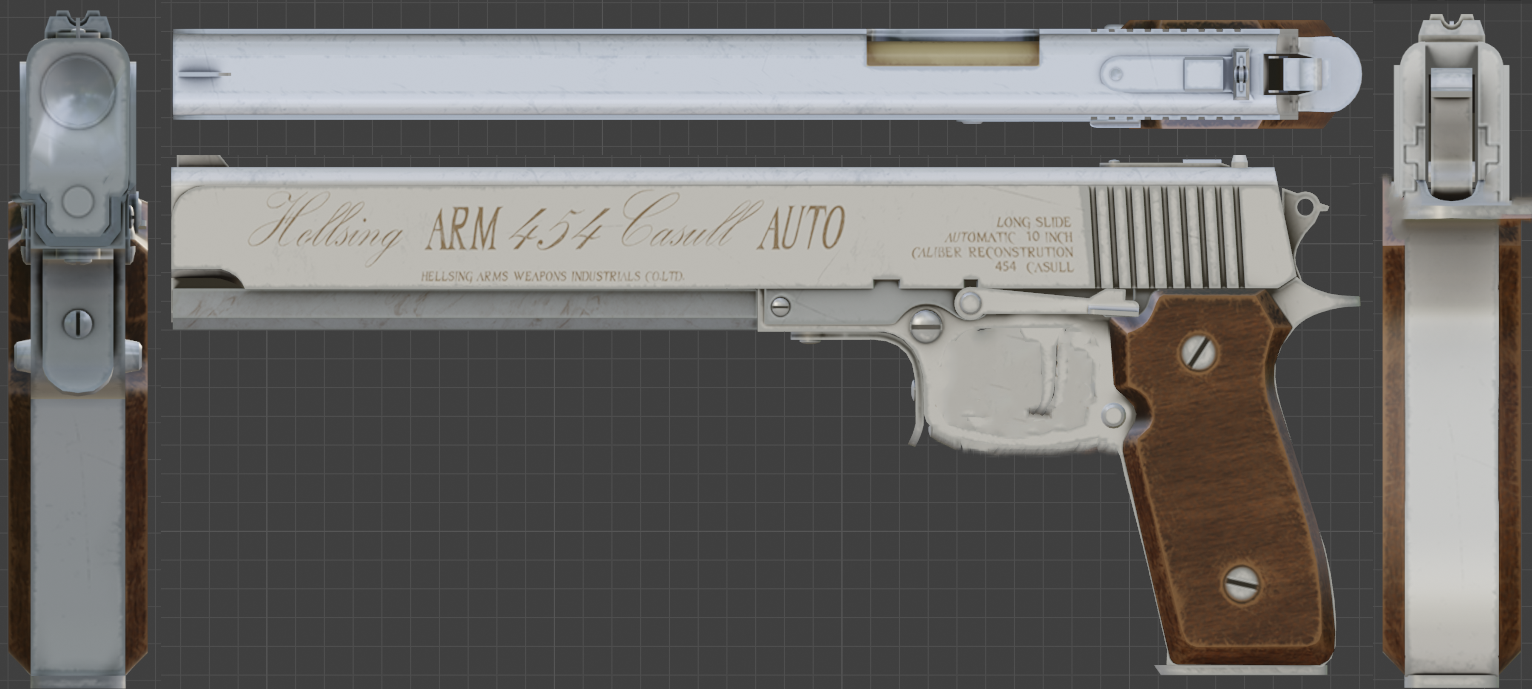 Hellsing ARM 454 Casull AUTO
HELLSING ARMS WEAPONS INDUSTRIALS CO.LTD.
LONG SLIDE
AUTOMATIC 10 INCH
CALIBER RECONSTRUTION
454 CASULL